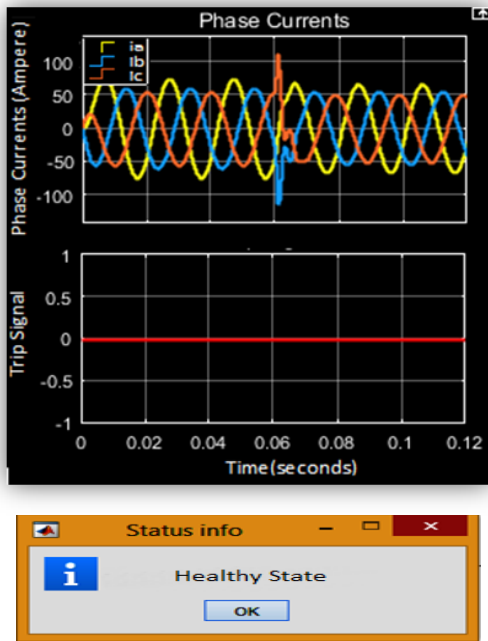 Phase Currents
Phase Currents (Ampere)
ia
Ib
Ic
100
50
0
-50
-100
Trip Signal
1
0.5
0
-0.5
-1
0
0.02
0.04
0.06
0.08
0.1
0.12
Time(seconds)
Status info
Healthy State
OK